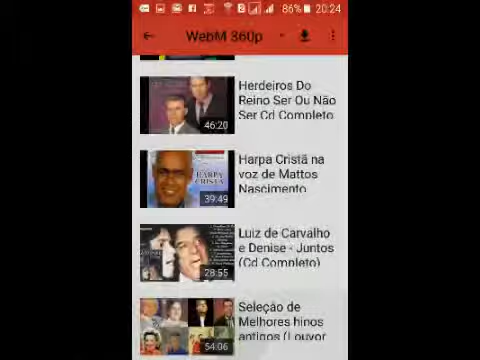 86% 20:24
WebM 360p
Herdeiros Do
Reino Ser Ou Não
Ser Cd Completo
46:20
Harpa Cristã na
voz de Mattos
Nascimento
HARPA
CRISTÃ
39:49
Luiz de Carvalho
e Denise - Juntos
(Cd Completo)
28:55
Seleção de
Melhores hinos
antigos (Louvor
54:06